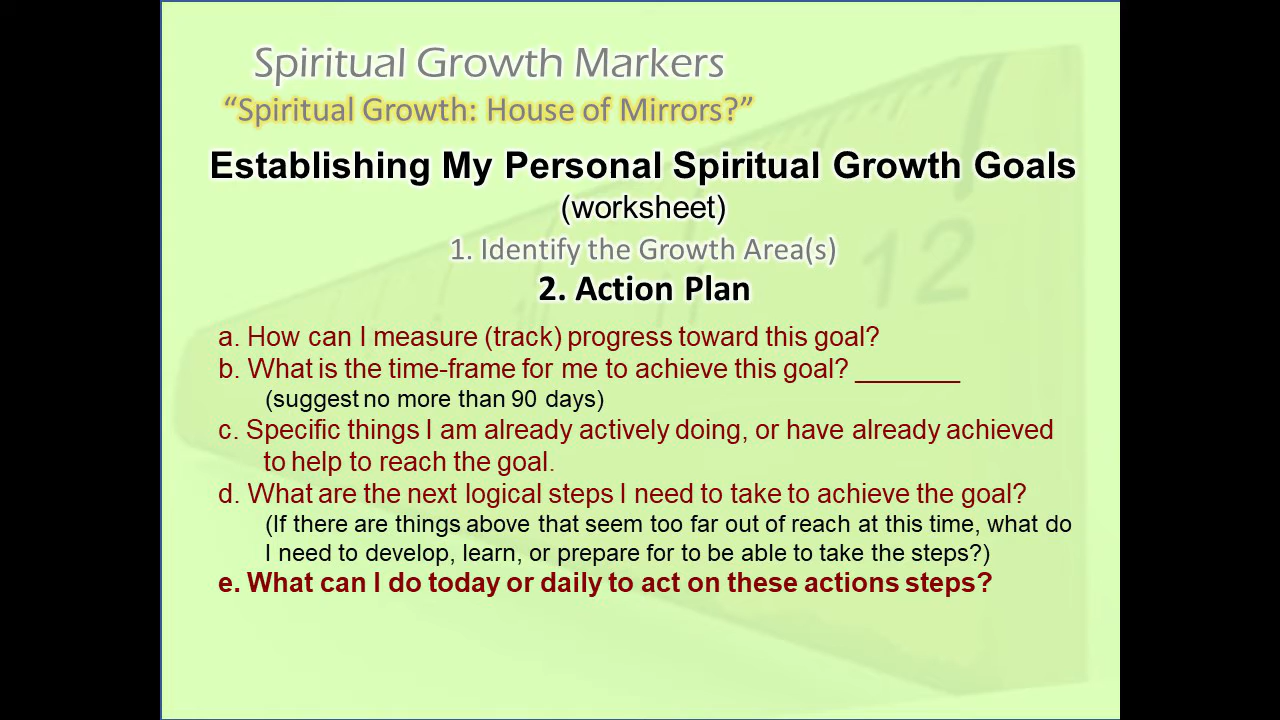 Spiritual Growth Markers
“Spiritual Growth: House of Mirrors?”
Establishing My Personal Spiritual Growth Goals
(worksheet)
1. Identify the Growth Area(s)
2. Action Plan
a. How can I measure (track) progress toward this goal?
b. What is the time-frame for me to achieve this goal? _______
(suggest no more than 90 days)
c. Specific things I am already actively doing, or have already achieved
to help to reach the goal.
d. What are the next logical steps I need to take to achieve the goal?
(If there are things above that seem too far out of reach at this time, what do
I need to develop, learn, or prepare for to be able to take the steps?)
e. What can I do today or daily to act on these actions steps?
12